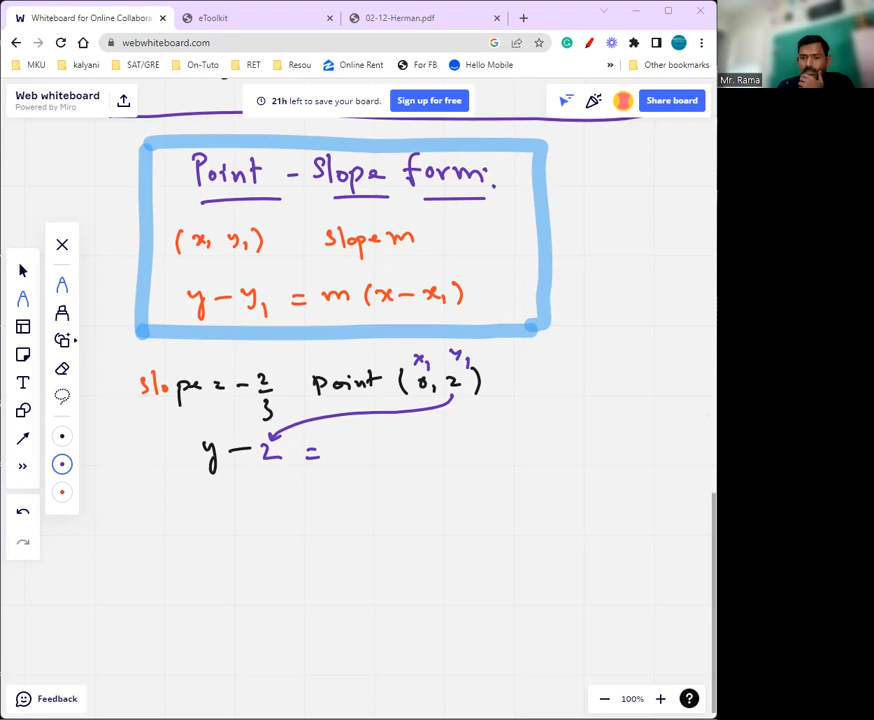 Whiteboard for Online Collabora
eToolkit
02-12-Herman.pdf
webwhiteboard.com
MKU
kalyani
SAT/GRE
On-Tuto
RET
Resou
Online Rent
For FB
Hello Mobile
»
Other bookmarks
Mr. Rama
Web whiteboard
Powered by Miro
21h left to save your board.
Sign up for free
Share board
Point - Slope form.
(x₁ y₁) slope m
y - y₁ = m (x - x₁)
x₁ y₁
slope = - 2/3 point (0, 2)
y - 2 =
Feedback
100%
?